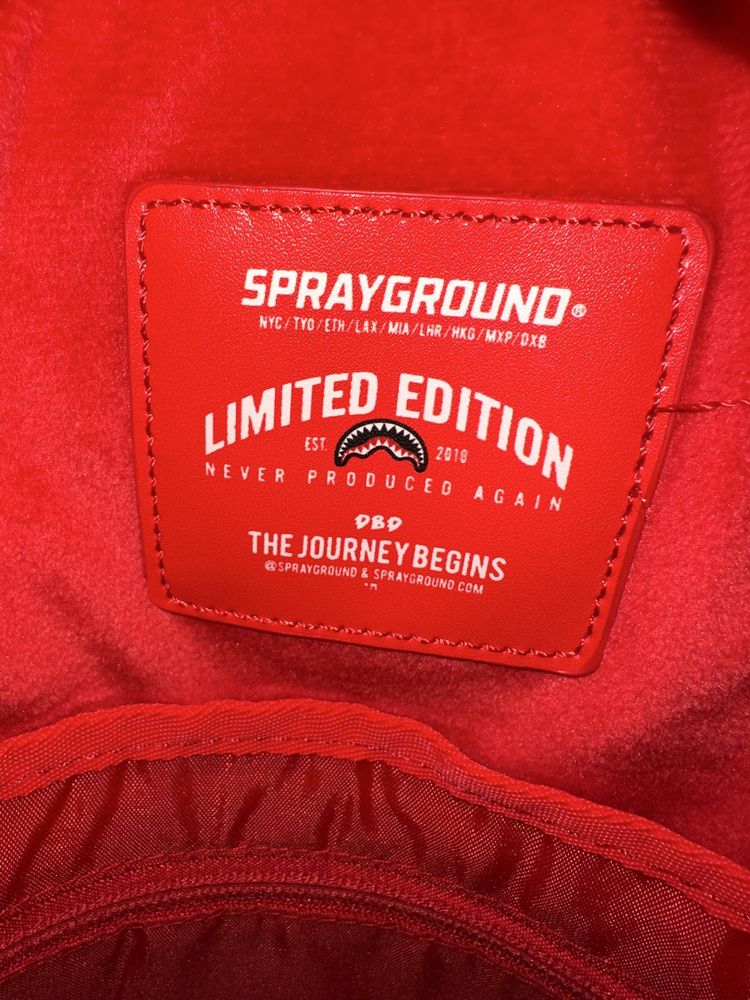 SPRAYGROUND®
NYC/TYO/ETH/LAX/MIA/LHR/HKG/MXP/DXB
LIMITED EDITION
EST. 2010
NEVER PRODUCED AGAIN
DBD
THE JOURNEY BEGINS
@SPRAYGROUND & SPRAYGROUND.COM